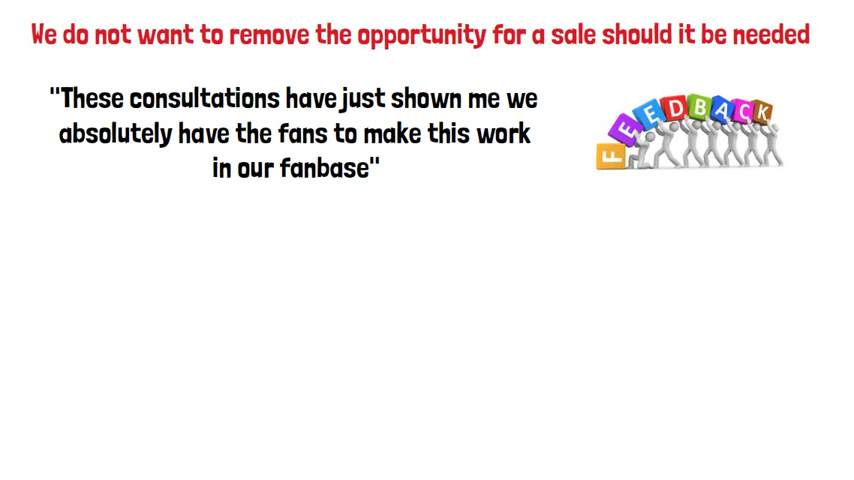 We do not want to remove the opportunity for a sale should it be needed
"These consultations have just shown me we
absolutely have the fans to make this work
in our fanbase"
FEEDBACK